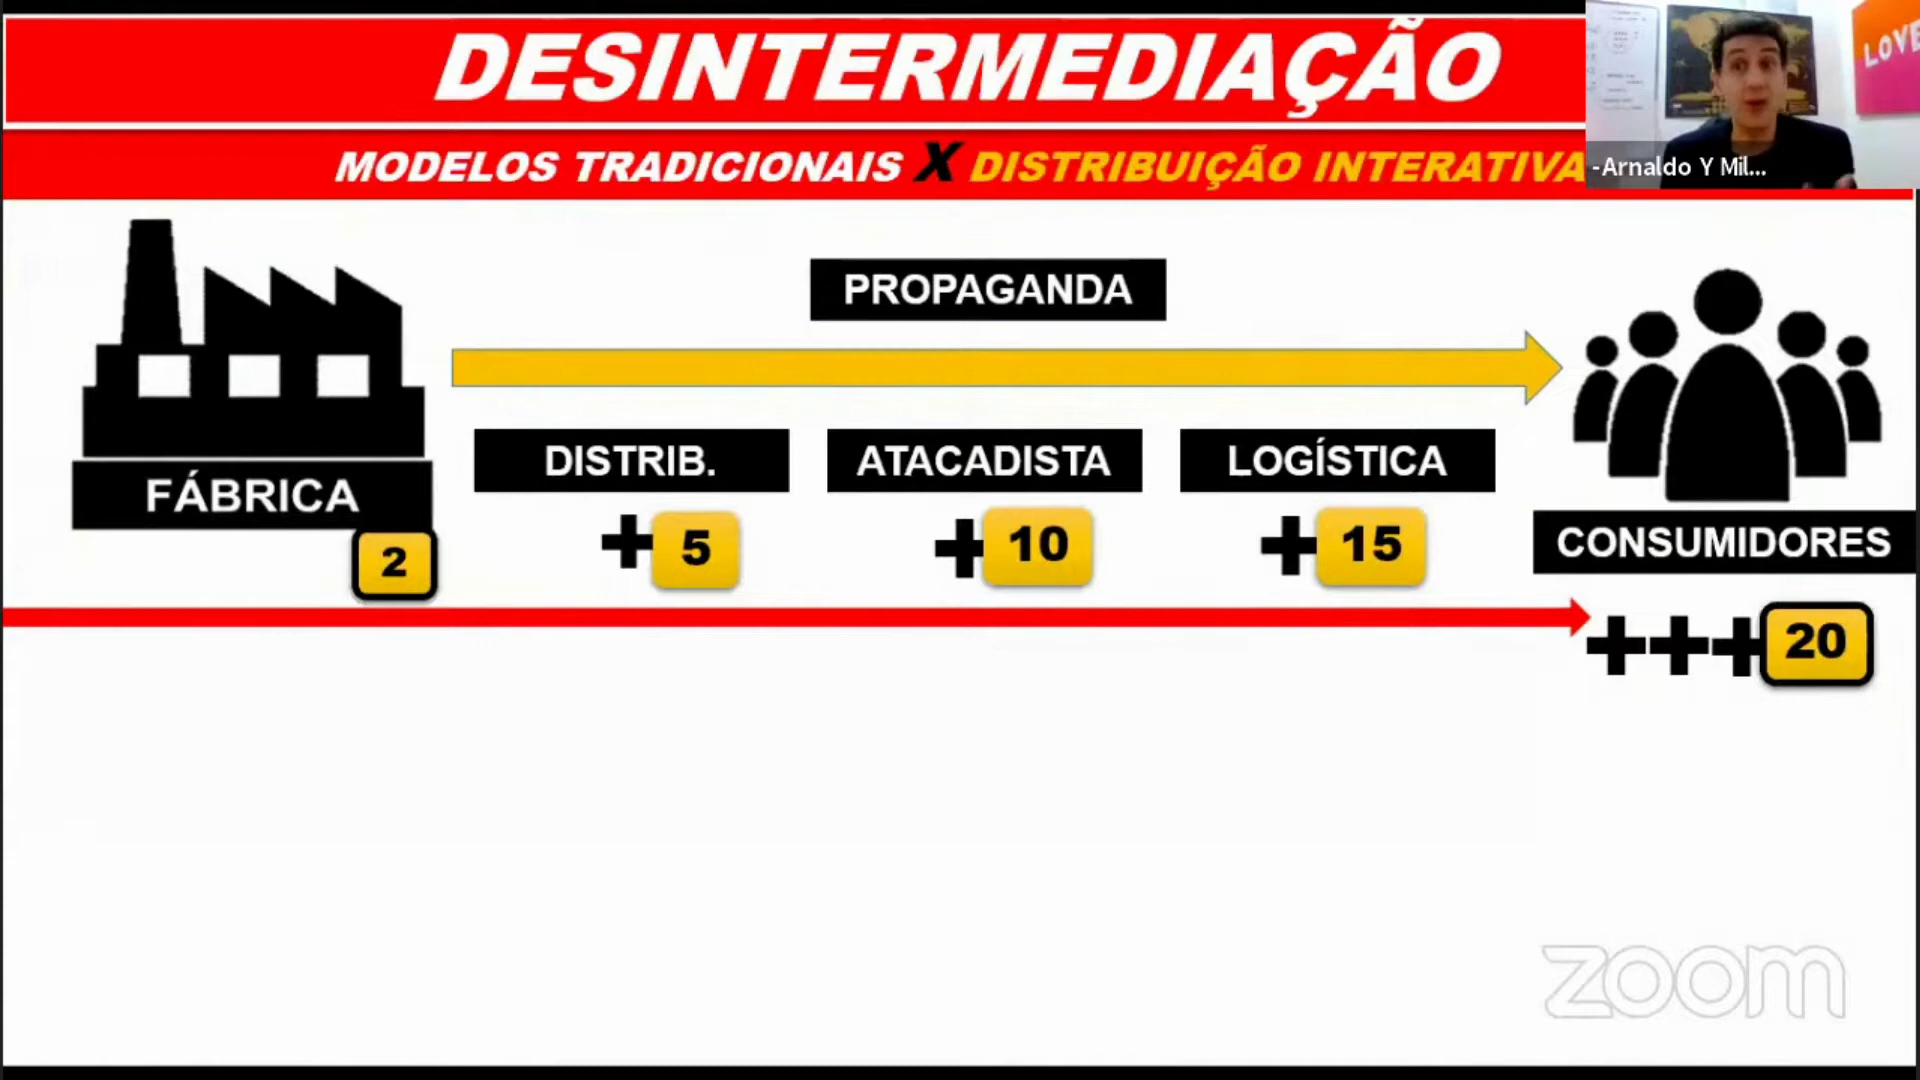 DESINTERMEDIAÇÃO
MODELOS TRADICIONAIS X DISTRIBUIÇÃO INTERATIVA
LOVE
-Arnaldo Y Mil...
PROPAGANDA
DISTRIB.
ATACADISTA
LOGÍSTICA
FÁBRICA
CONSUMIDORES
2
+5
+10
+15
+++20
zoom